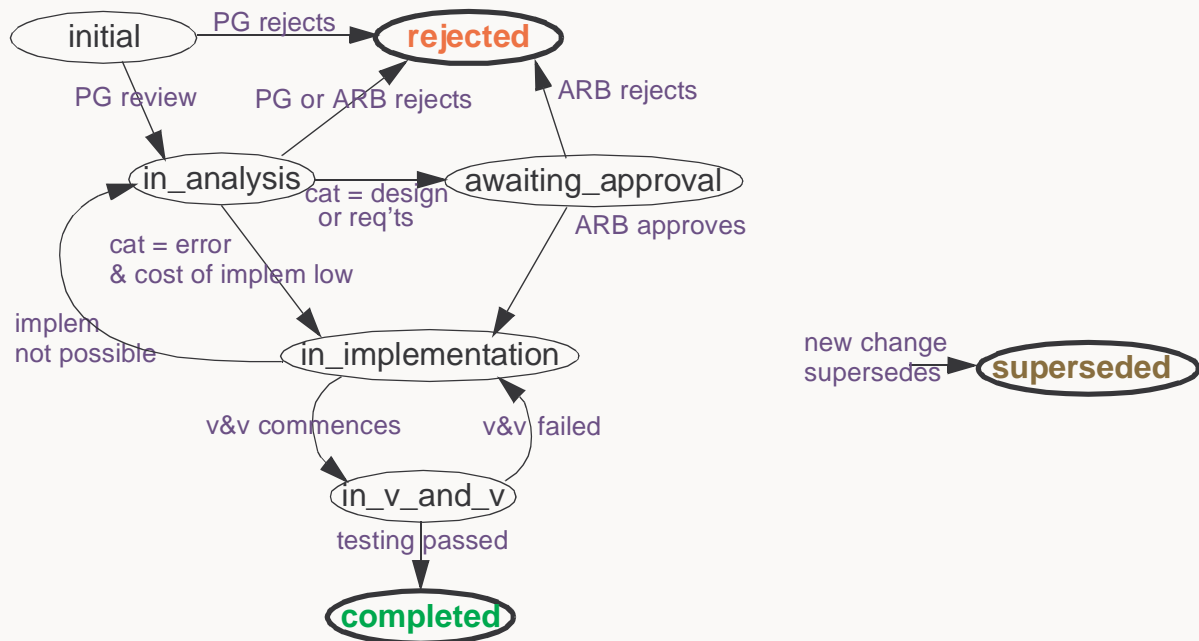 initial
PG rejects
rejected
PG review
PG or ARB rejects
ARB rejects
in_analysis
cat = design
or req'ts
awaiting_approval
ARB approves
cat = error
& cost of implem low
implem
not possible
in_implementation
new change
supersedes
superseded
v&v commences
v&v failed
in_v_and_v
testing passed
completed